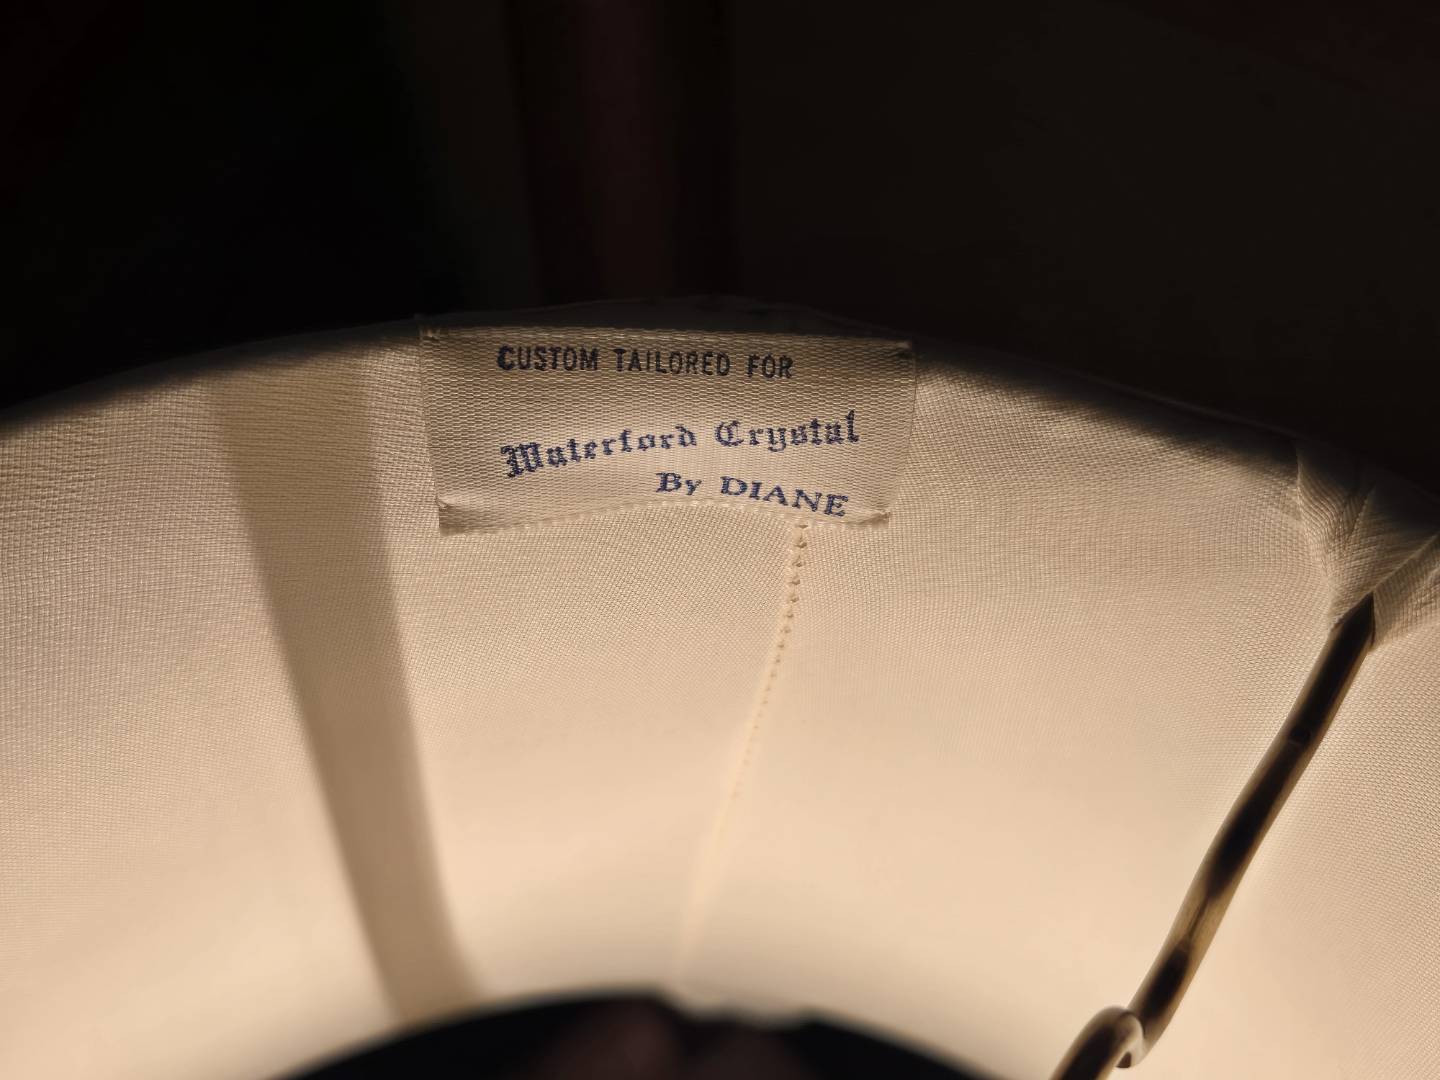 CUSTOM TAILORED FOR
Waterford Crystal
By DIANE